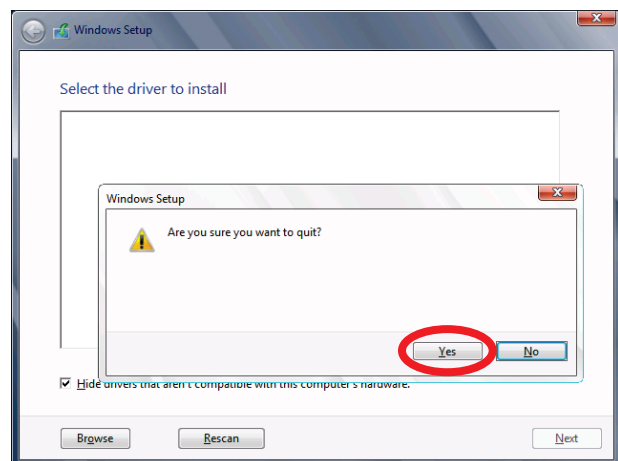 Windows Setup
Select the driver to install
Windows Setup
Are you sure you want to quit?
Yes No
Hide drivers that aren't compatible with this computer's hardware.
Browse Rescan Next